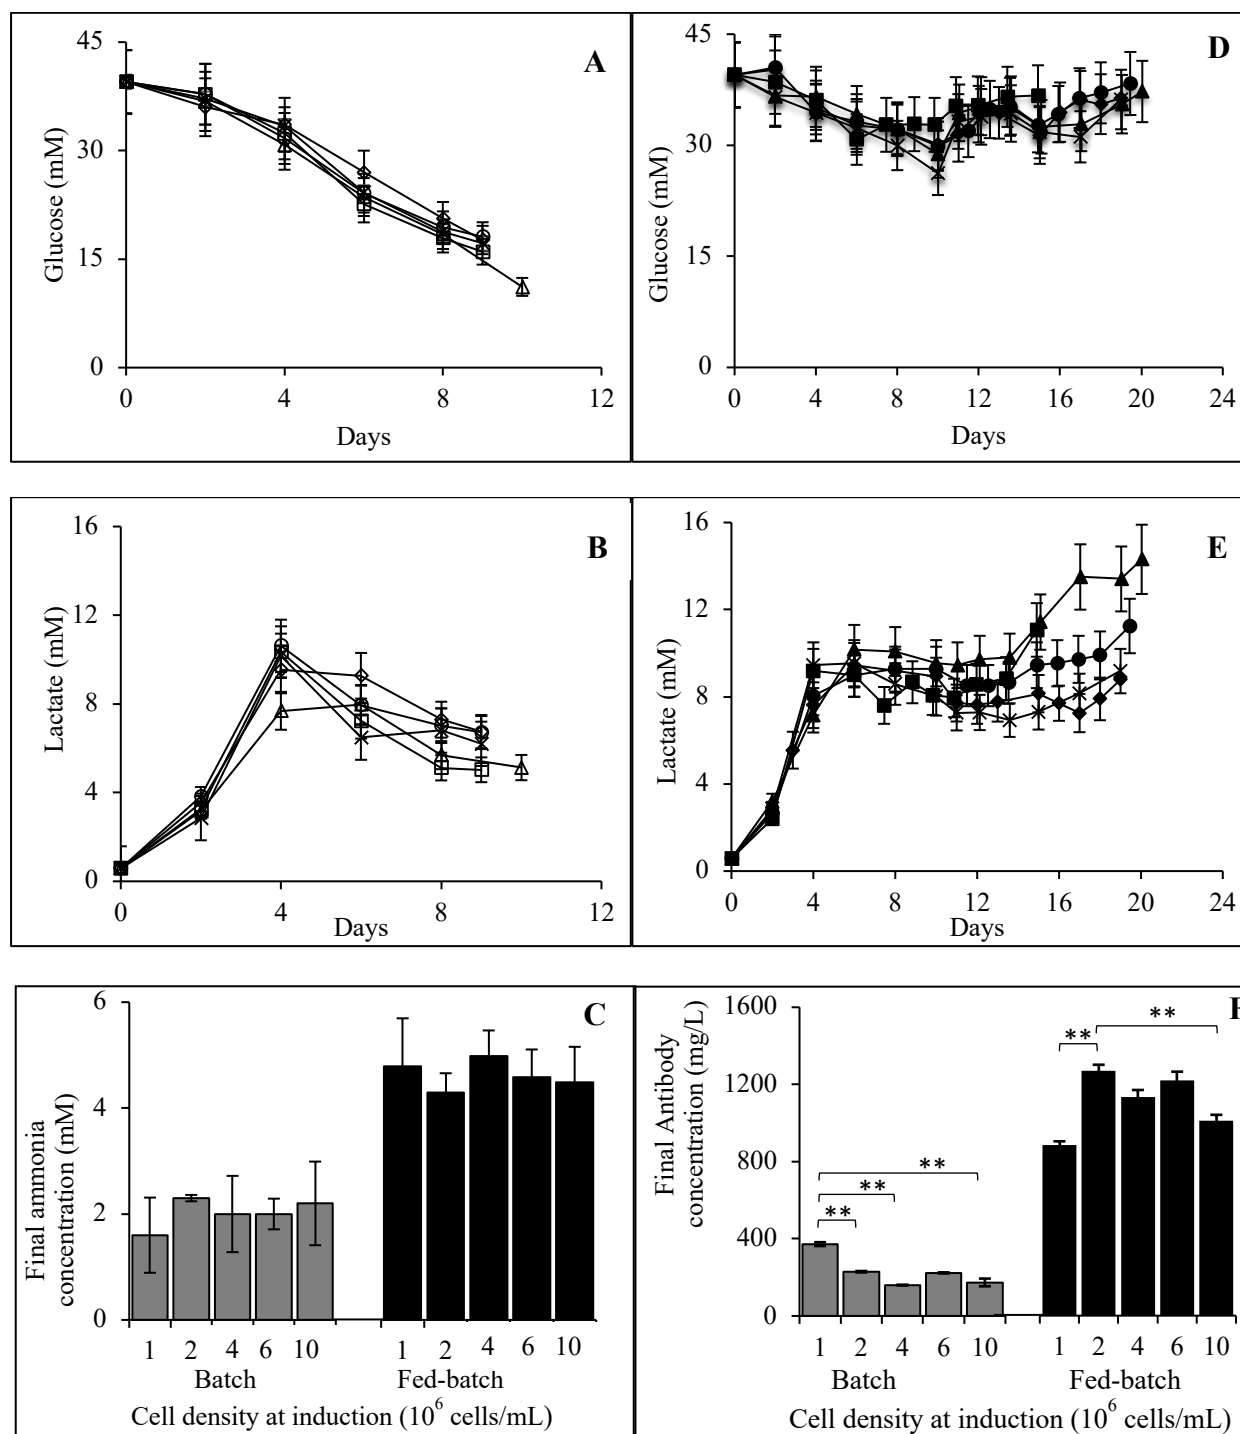 A
Glucose (mM)
45
30
15
0
0 4 8 12
Days
D
Glucose (mM)
45
30
15
0
0 4 8 12 16 20 24
Days
B
Lactate (mM)
16
12
8
4
0
0 4 8 12
Days
E
Lactate (mM)
16
12
8
4
0
0 4 8 12 16 20 24
Days
C
Final ammonia
concentration (mM)
6
4
2
0
1 2 4 6 10 1 2 4 6 10
Batch Fed-batch
Cell density at induction (10⁶ cells/mL)
F
Final Antibody
concentration (mg/L)
1600
1200
800
400
0
** **
**
**
**
1 2 4 6 10 1 2 4 6 10
Batch Fed-batch
Cell density at induction (10⁶ cells/mL)